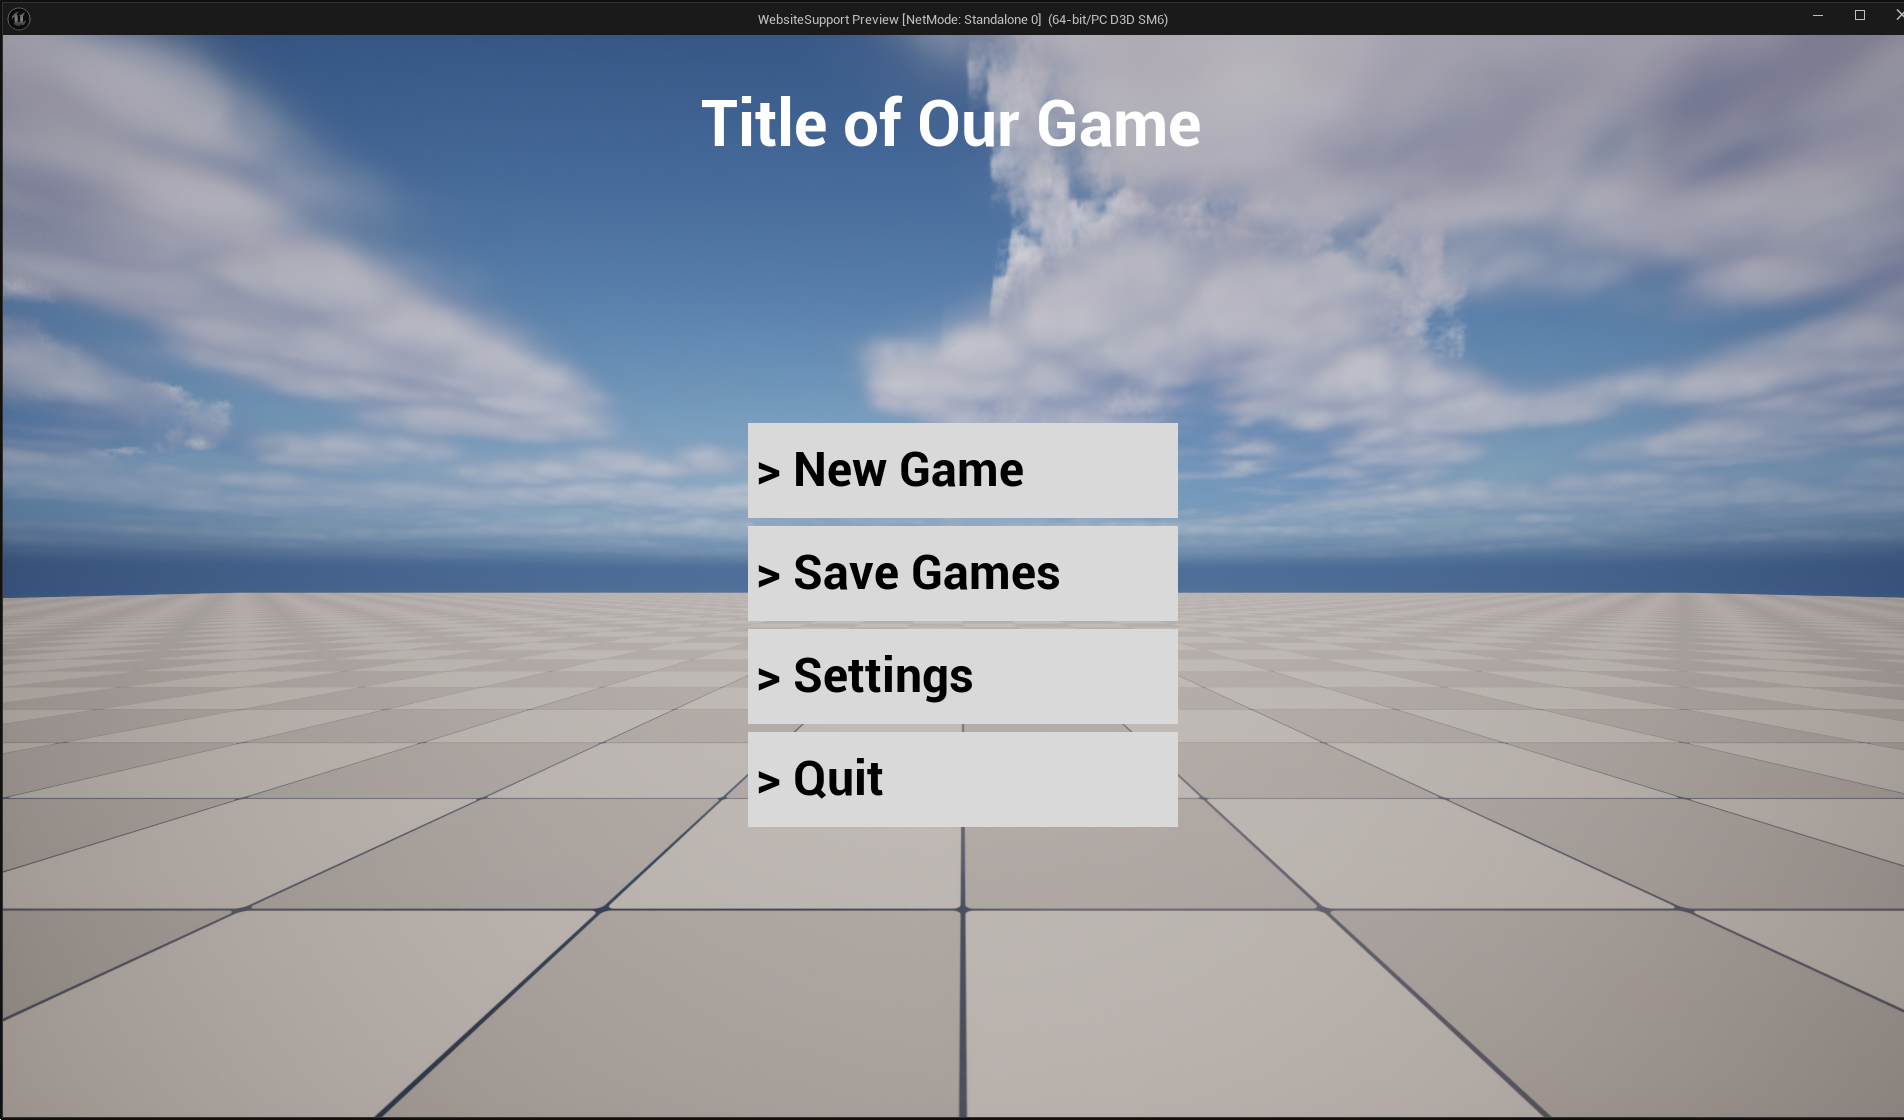 WebsiteSupport Preview [NetMode: Standalone 0] (64-bit/PC D3D SM6)
Title of Our Game
> New Game
> Save Games
> Settings
> Quit